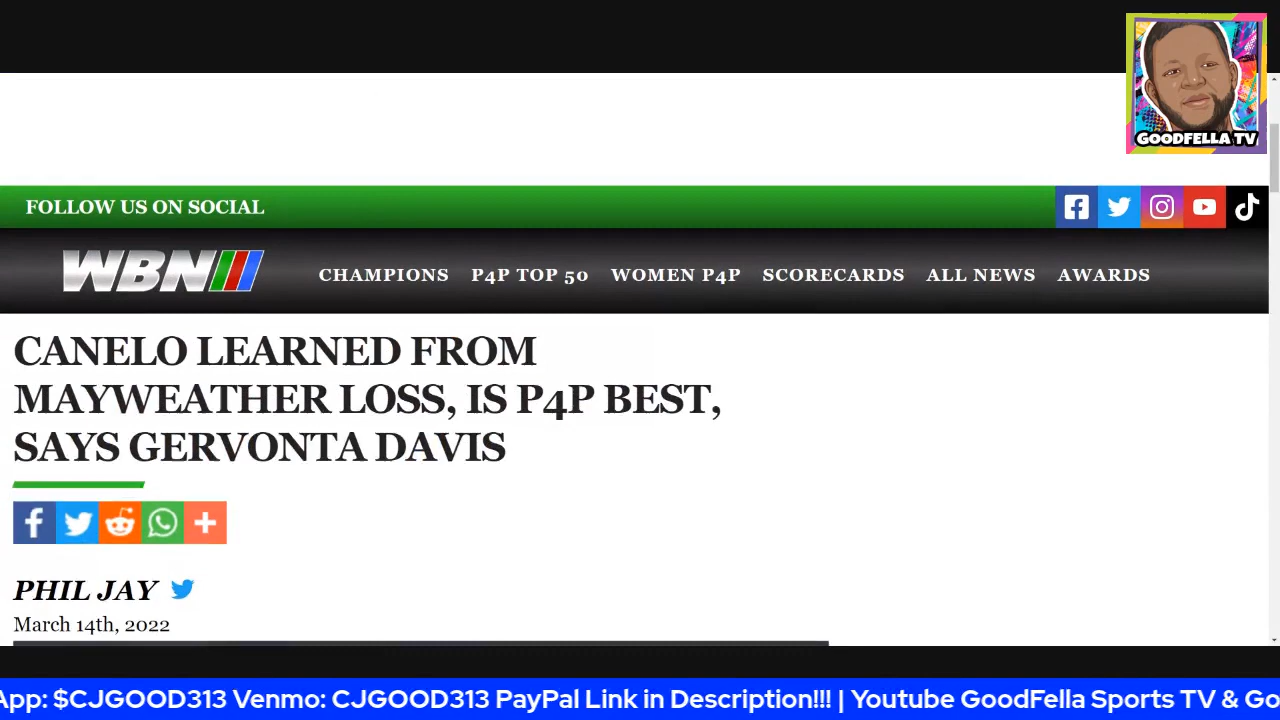 GOODFELLA TV
FOLLOW US ON SOCIAL
WBN
CHAMPIONS P4P TOP 50 WOMEN P4P SCORECARDS ALL NEWS AWARDS
CANELO LEARNED FROM
MAYWEATHER LOSS, IS P4P BEST,
SAYS GERVONTA DAVIS
PHIL JAY
March 14th, 2022
App: $CJGOOD313 Venmo: CJGOOD313 PayPal Link in Description!!! | Youtube GoodFella Sports TV & Go